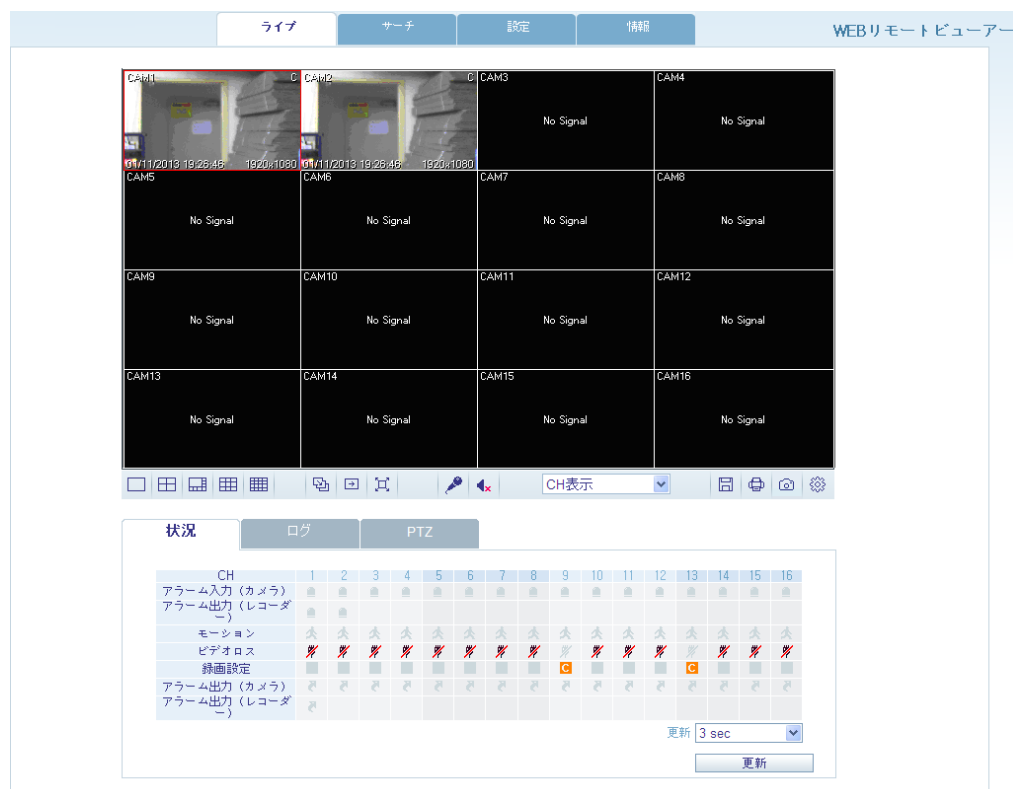 ライブ サーチ 設定 情報
WEBリモートビューアー
CAM1 C CAM2 C CAM3 CAM4
No Signal No Signal
01/11/2013 19:26:46 1920x1080 01/11/2013 19:26:46 1920x1080
CAM5 CAM6 CAM7 CAM8
No Signal No Signal No Signal No Signal
CAM9 CAM10 CAM11 CAM12
No Signal No Signal No Signal No Signal
CAM13 CAM14 CAM15 CAM16
No Signal No Signal No Signal No Signal
CH表示
状況 ログ PTZ
CH 1 2 3 4 5 6 7 8 9 10 11 12 13 14 15 16
アラーム入力(カメラ)
アラーム出力(レコーダ
ー)
モーション
ビデオロス
録画設定 C C
アラーム出力(カメラ)
アラーム出力(レコーダ
ー)
更新 3 sec
更新